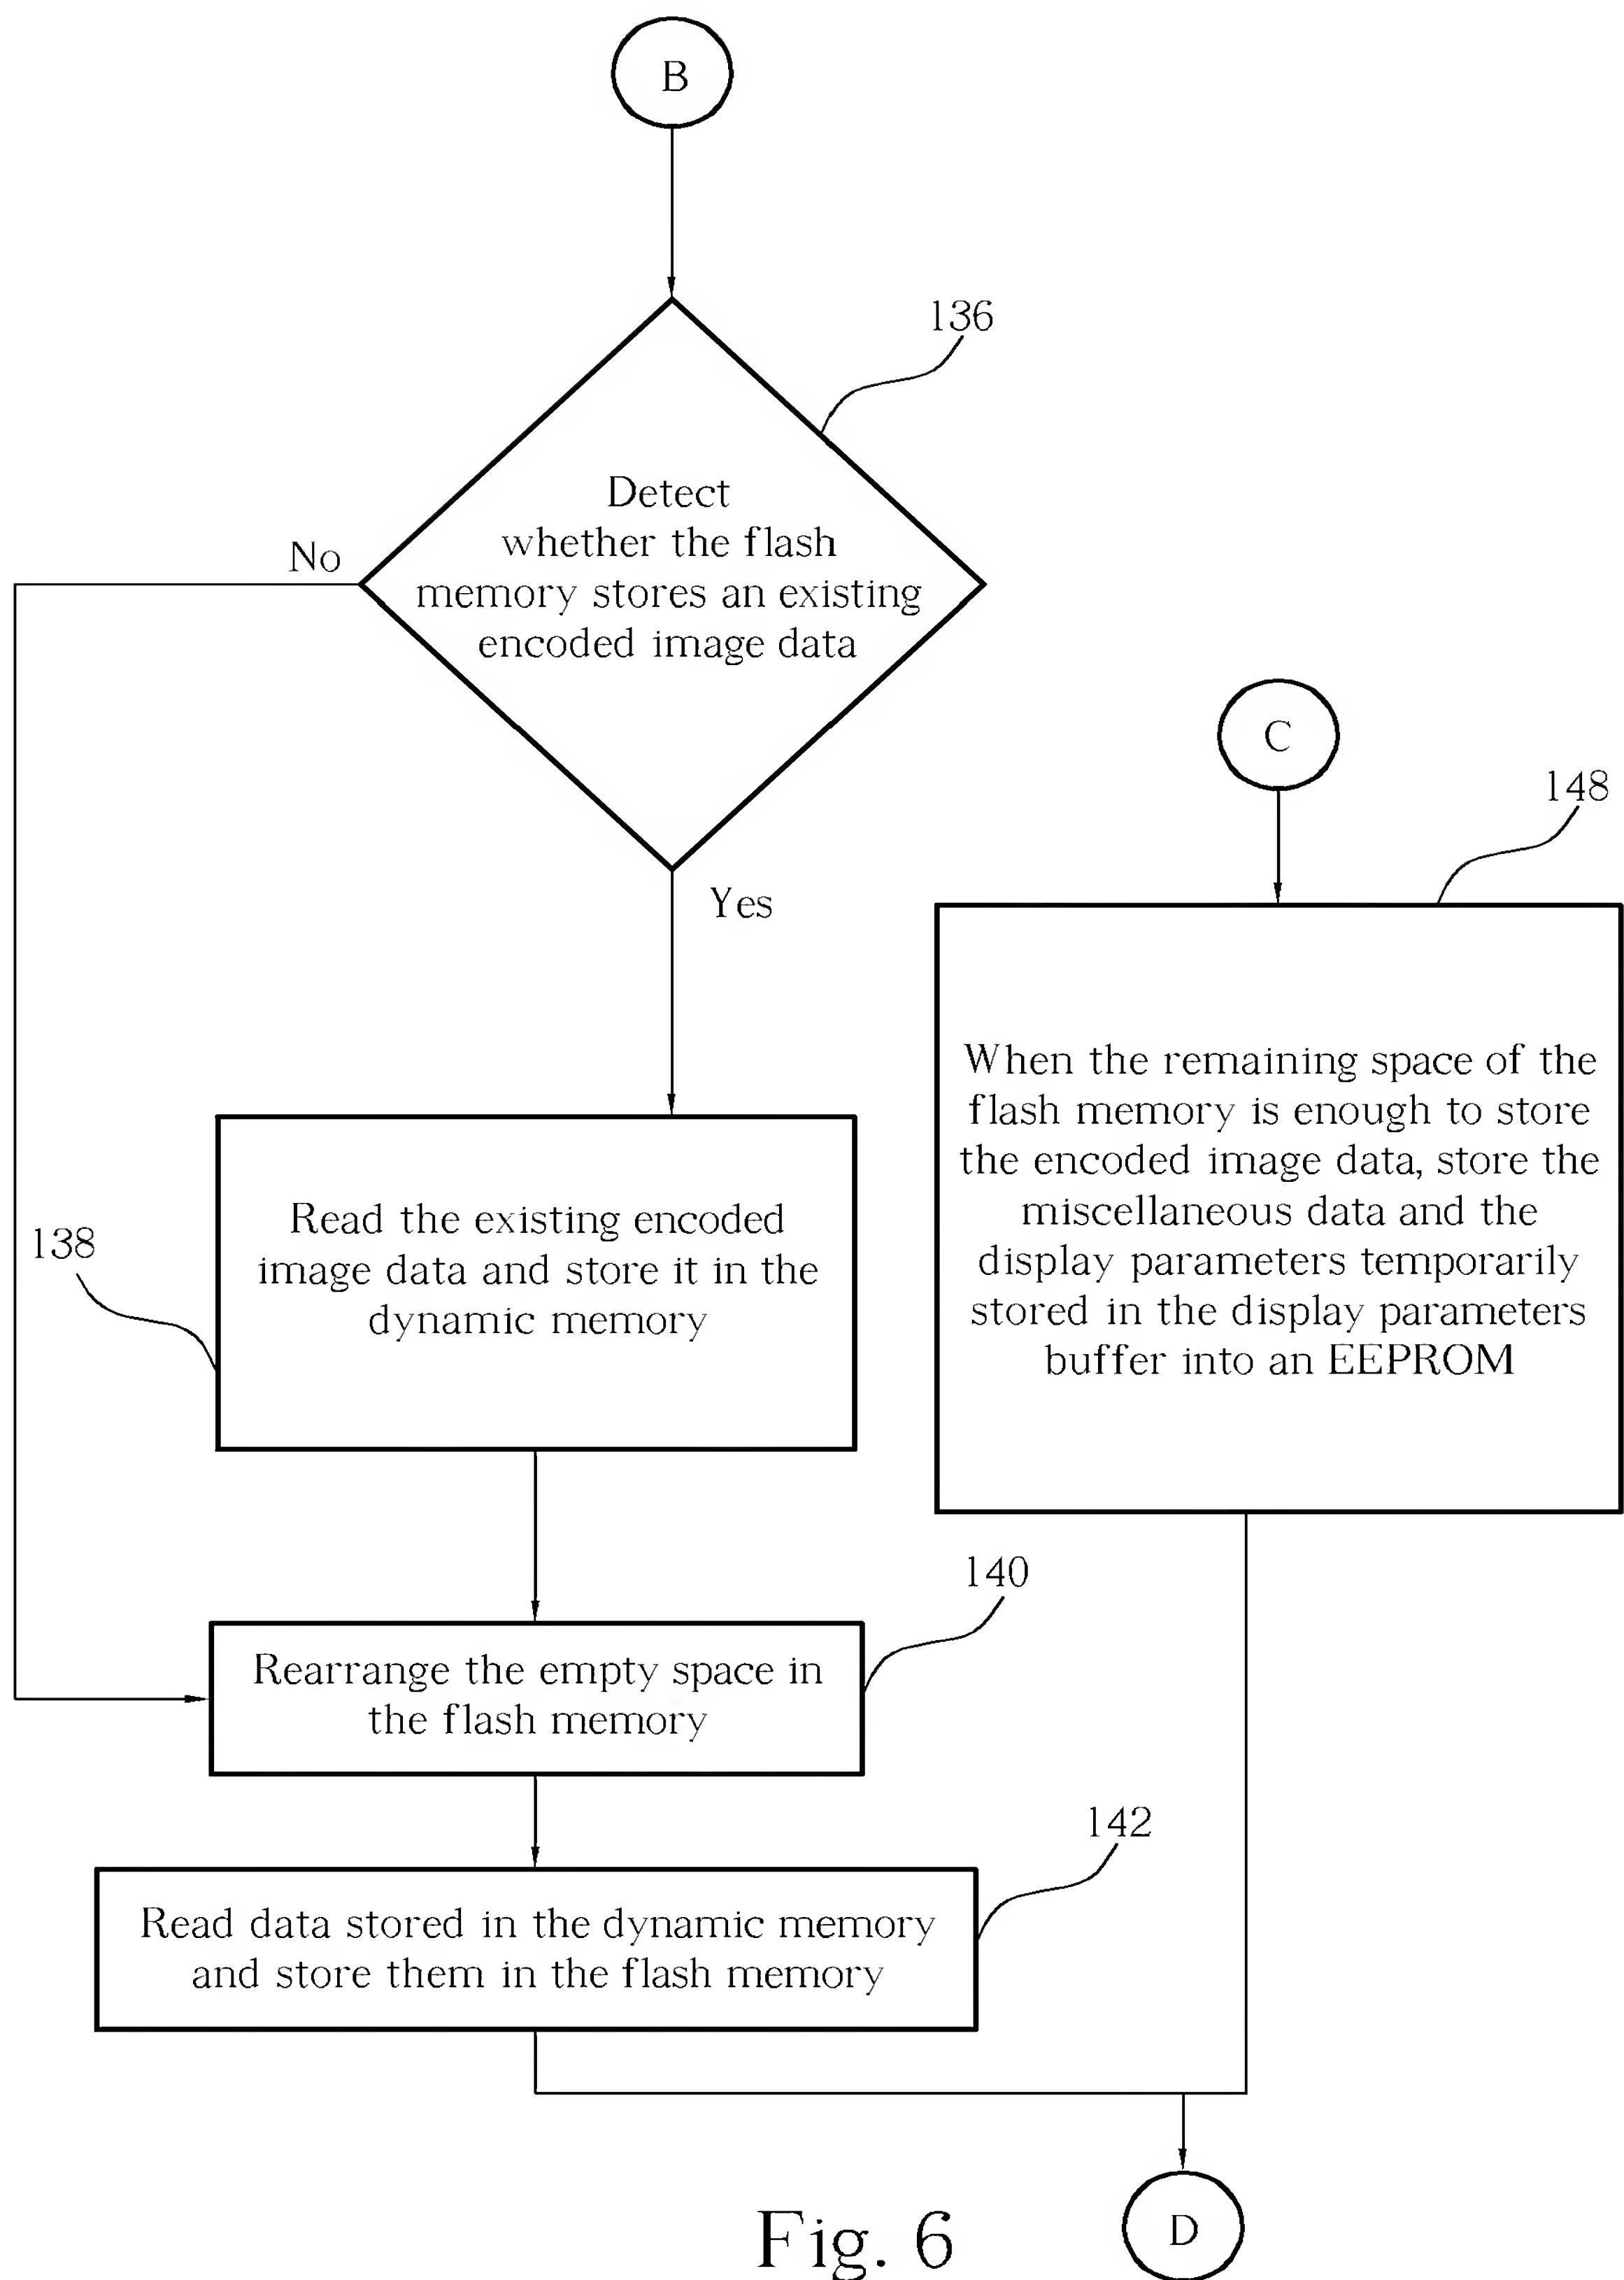 B
136
Detect
whether the flash
memory stores an existing
encoded image data
No
Yes
C
148
When the remaining space of the
flash memory is enough to store
the encoded image data, store the
miscellaneous data and the
display parameters temporarily
stored in the display parameters
buffer into an EEPROM
138
Read the existing encoded
image data and store it in the
dynamic memory
140
Rearrange the empty space in
the flash memory
142
Read data stored in the dynamic memory
and store them in the flash memory
D
Fig. 6